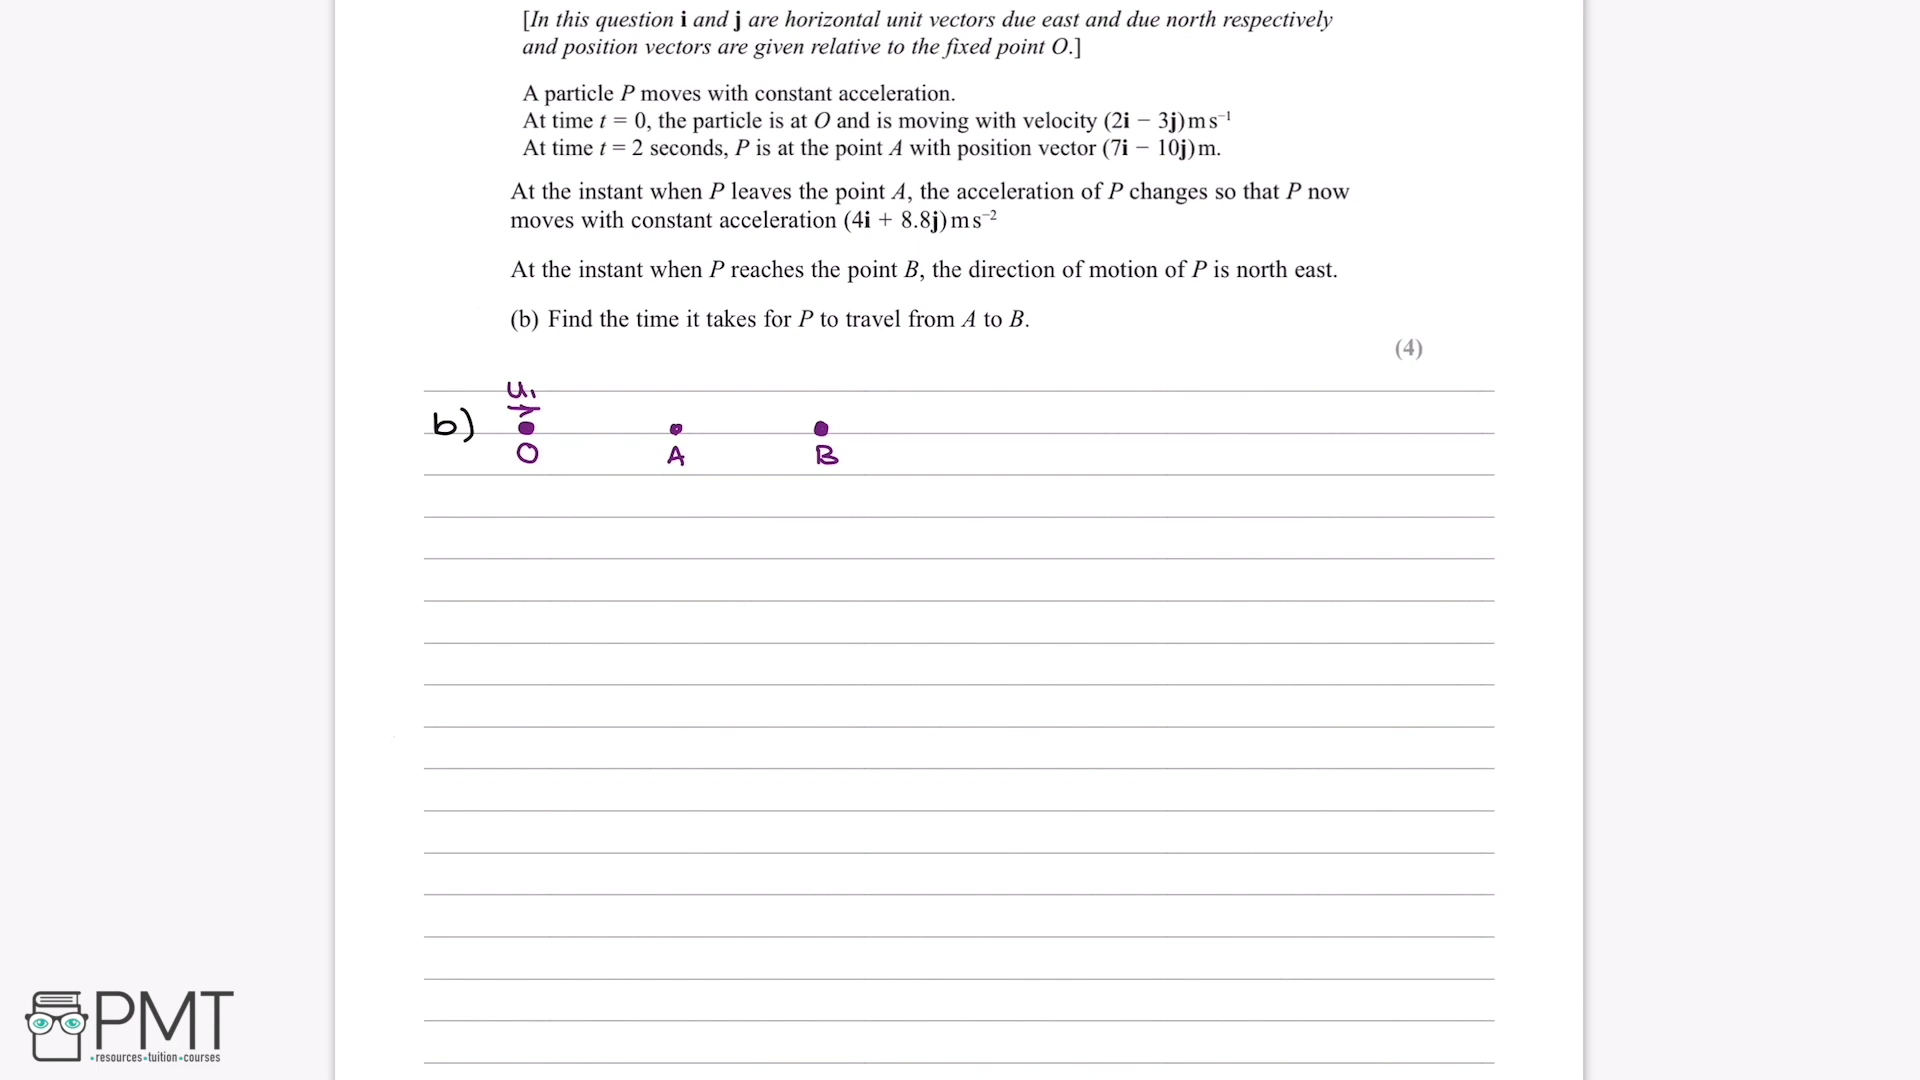 [In this question i and j are horizontal unit vectors due east and due north respectively
and position vectors are given relative to the fixed point O.]
A particle P moves with constant acceleration.
At time t = 0, the particle is at O and is moving with velocity (2i − 3j) m s⁻¹
At time t = 2 seconds, P is at the point A with position vector (7i − 10j) m.
At the instant when P leaves the point A, the acceleration of P changes so that P now
moves with constant acceleration (4i + 8.8j) m s⁻²
At the instant when P reaches the point B, the direction of motion of P is north east.
(b) Find the time it takes for P to travel from A to B.
(4)
u₁
b)
O A B
PMT
resources•tuition•courses